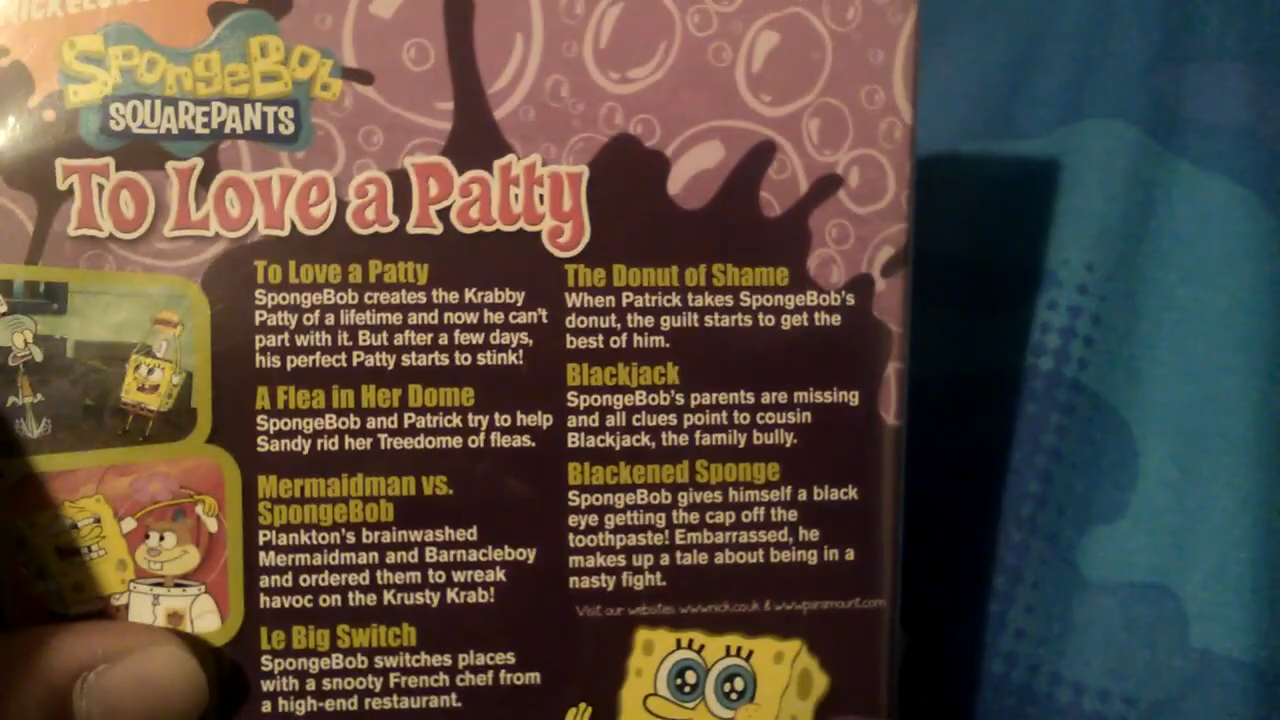 SpongeBob
SQUAREPANTS
To Love a Patty
To Love a Patty
SpongeBob creates the Krabby
Patty of a lifetime and now he can't
part with it. But after a few days,
his perfect Patty starts to stink!
A Flea in Her Dome
SpongeBob and Patrick try to help
Sandy rid her Treedome of fleas.
Mermaidman vs.
SpongeBob
Plankton's brainwashed
Mermaidman and Barnacleboy
and ordered them to wreak
havoc on the Krusty Krab!
Le Big Switch
SpongeBob switches places
with a snooty French chef from
a high-end restaurant.
The Donut of Shame
When Patrick takes SpongeBob's
donut, the guilt starts to get the
best of him.
Blackjack
SpongeBob's parents are missing
and all clues point to cousin
Blackjack, the family bully.
Blackened Sponge
SpongeBob gives himself a black
eye getting the cap off the
toothpaste! Embarrassed, he
makes up a tale about being in a
nasty fight.
Visit our websites www.nick.co.uk & www.paramount.com